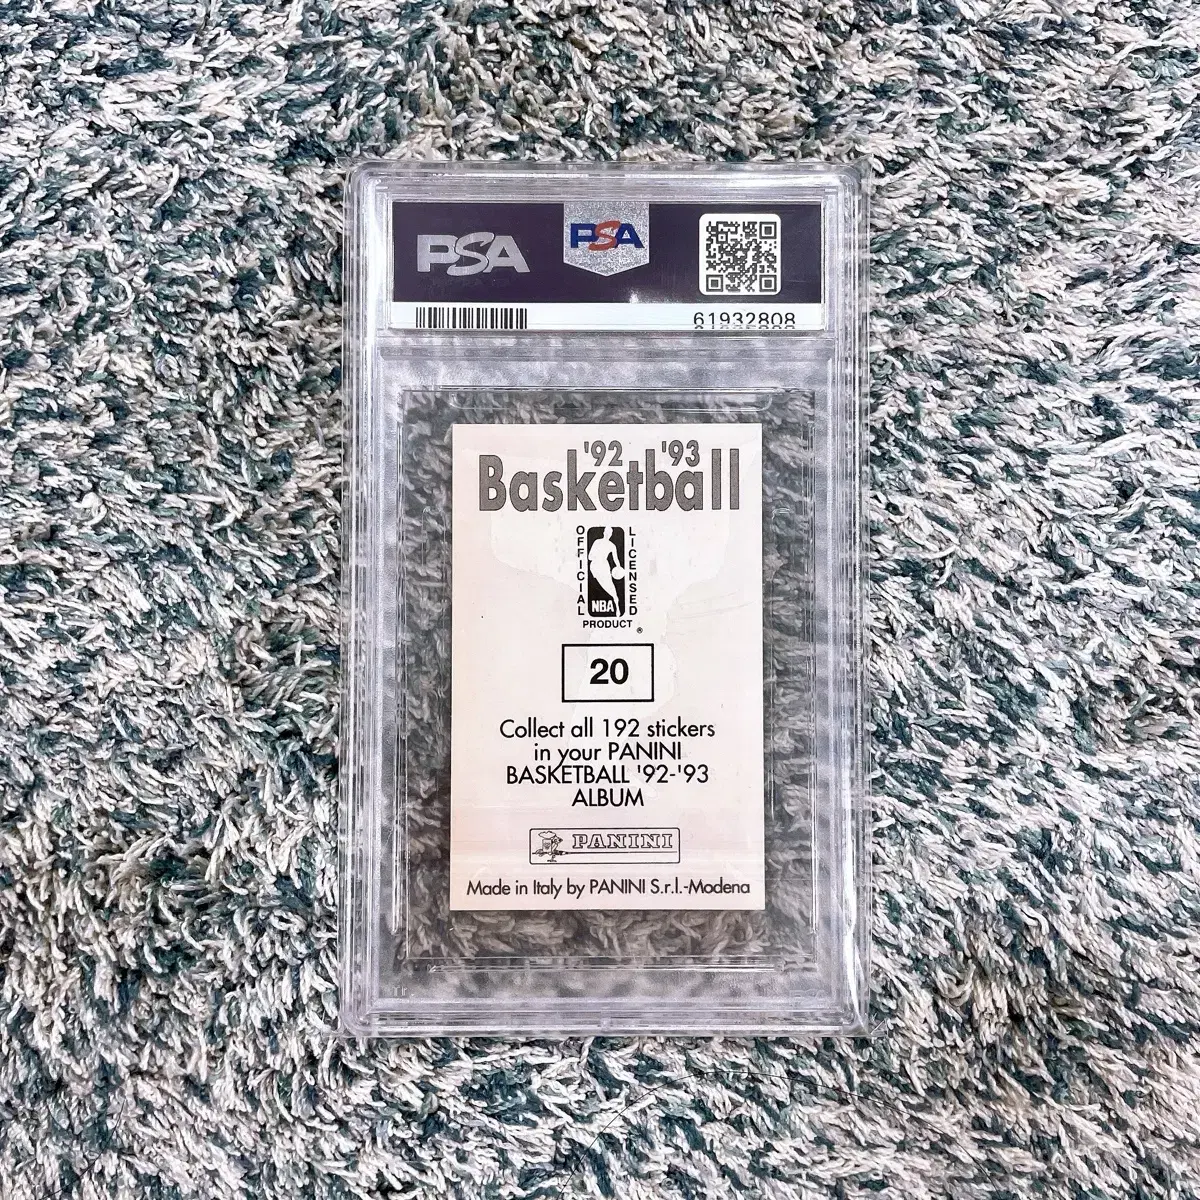 PSA
PSA
61932808
'92 '93
Basketball
OFFICIAL
LICENSED
NBA
PRODUCT ®
20
Collect all 192 stickers
in your PANINI
BASKETBALL '92-'93
ALBUM
PANINI
Made in Italy by PANINI S.r.l.-Modena